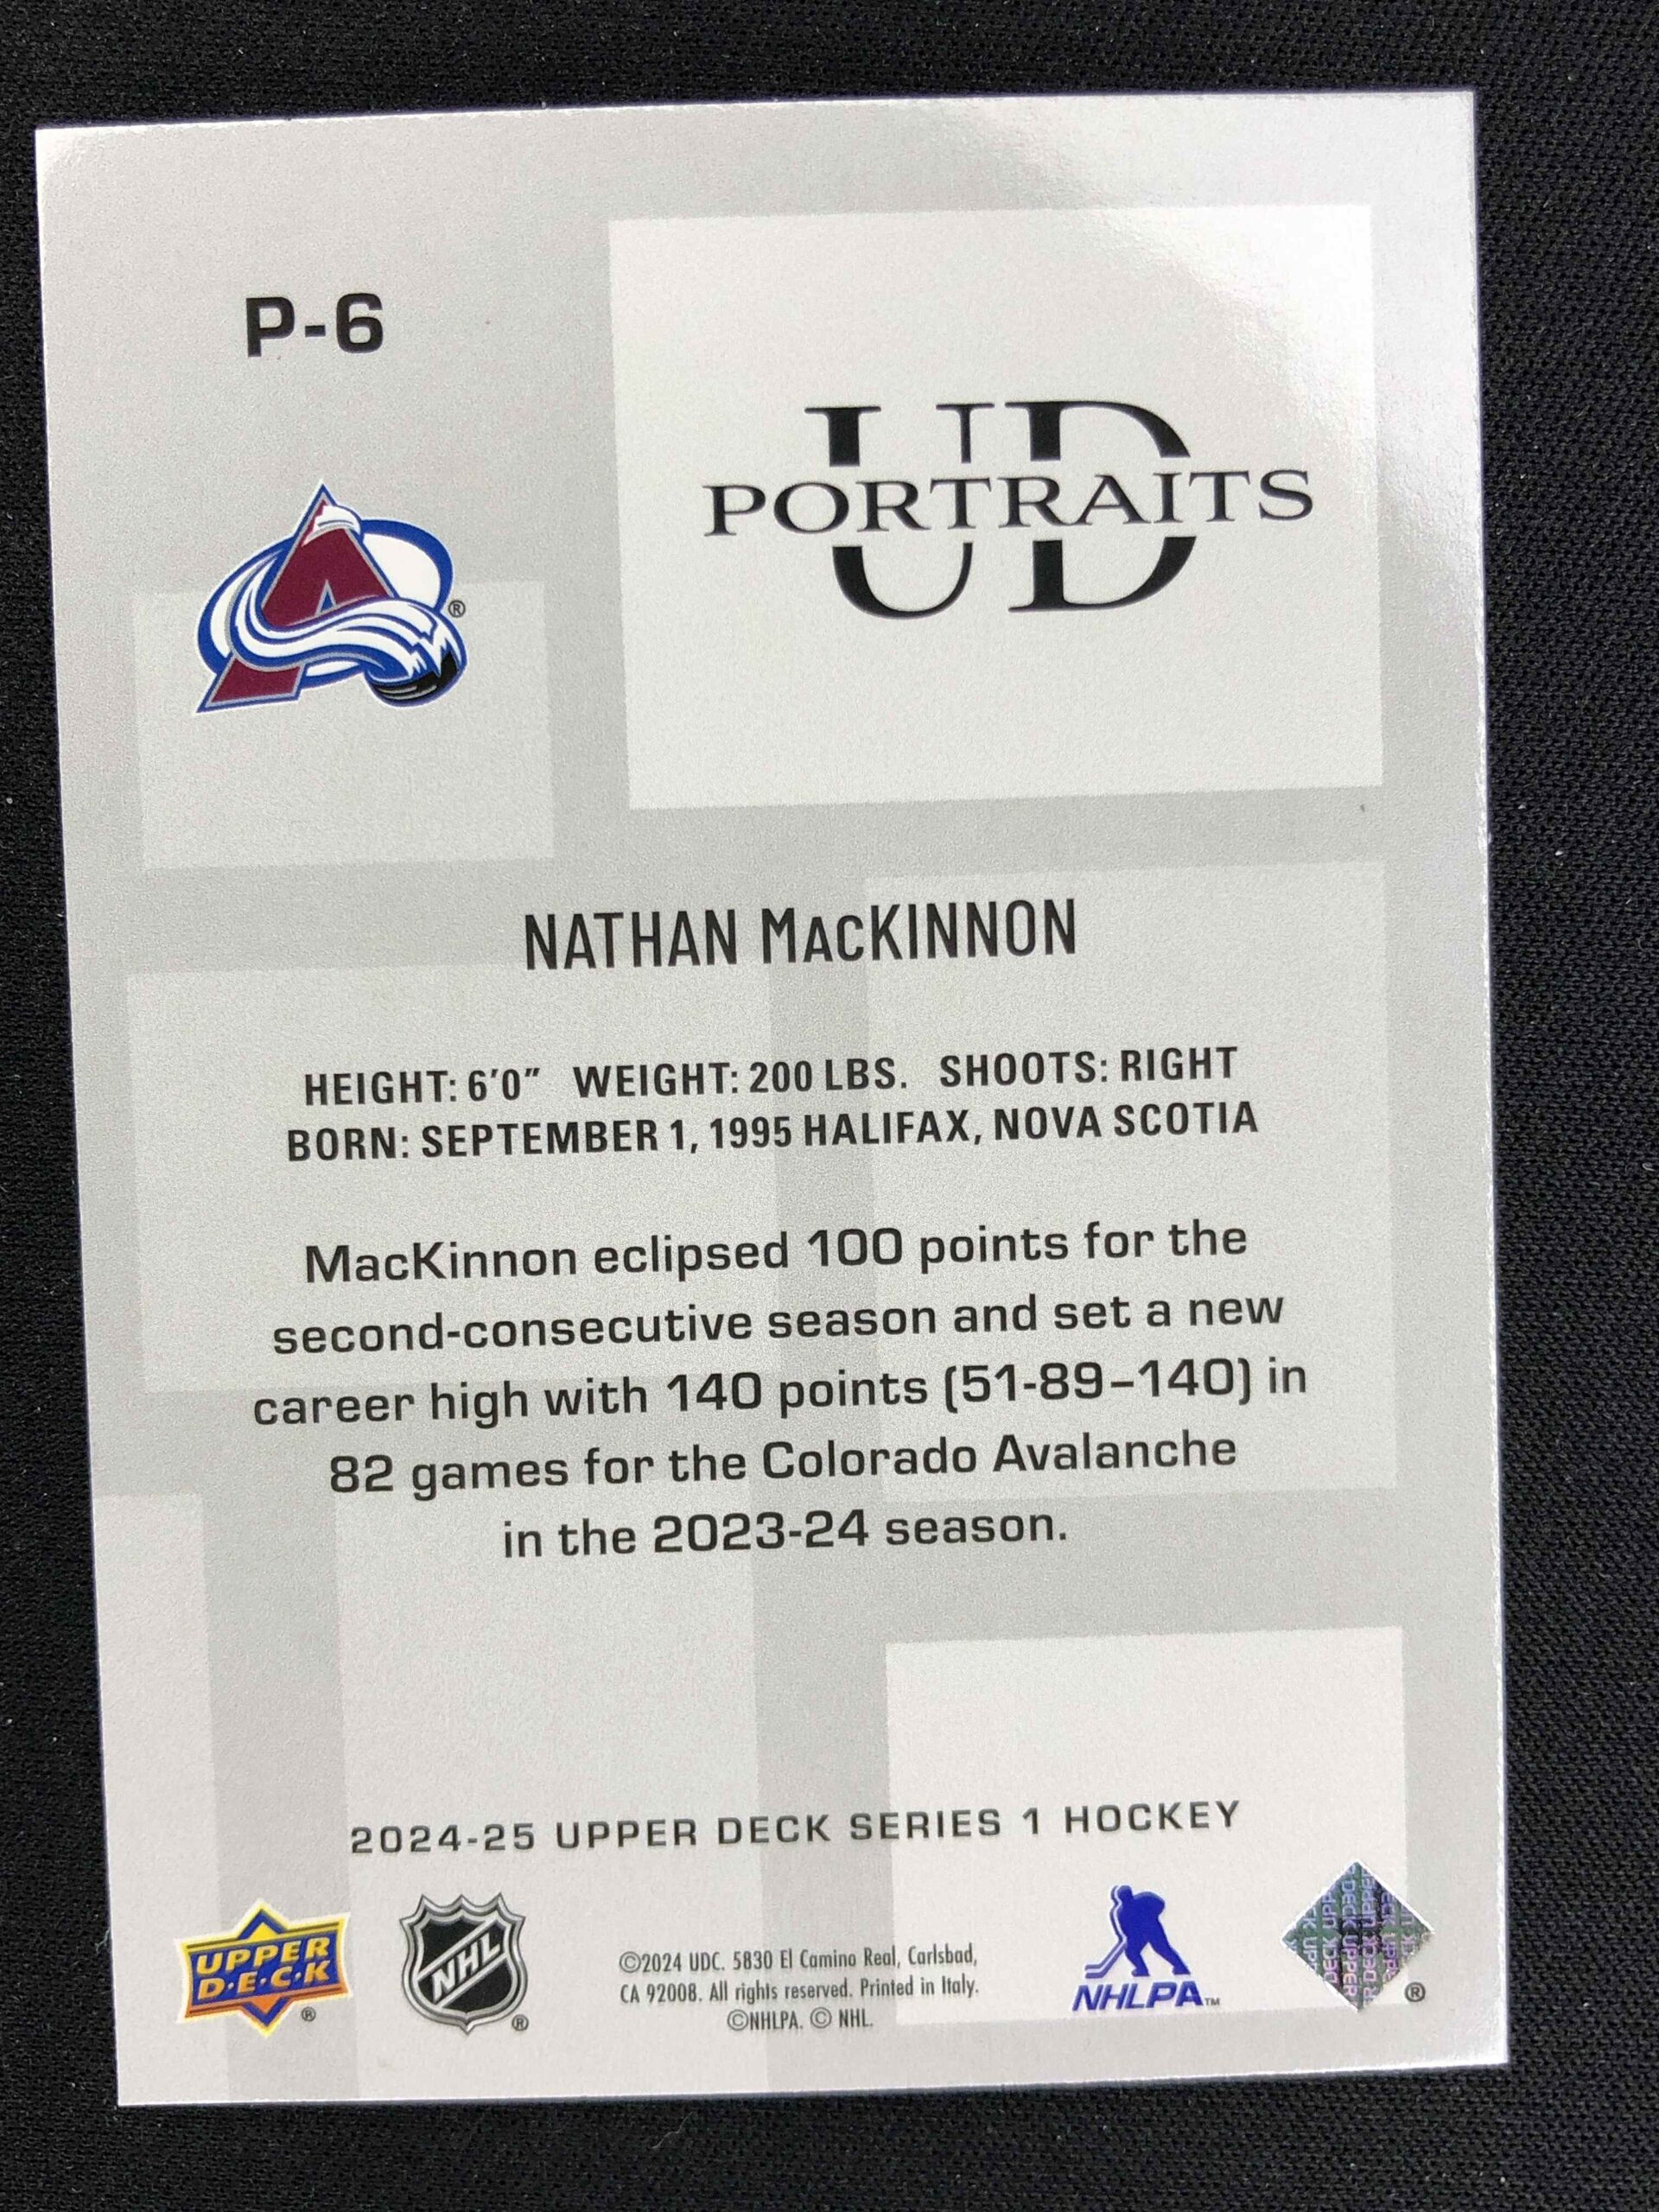 P-6
UD
PORTRAITS
®
NATHAN MacKINNON
HEIGHT: 6'0" WEIGHT: 200 LBS. SHOOTS: RIGHT
BORN: SEPTEMBER 1, 1995 HALIFAX, NOVA SCOTIA
MacKinnon eclipsed 100 points for the
second-consecutive season and set a new
career high with 140 points (51-89–140) in
82 games for the Colorado Avalanche
in the 2023-24 season.
2024-25 UPPER DECK SERIES 1 HOCKEY
UPPER
D·E·C·K
®
NHL
®
©2024 UDC. 5830 El Camino Real, Carlsbad,
CA 92008. All rights reserved. Printed in Italy.
©NHLPA. © NHL.
NHLPA™
®